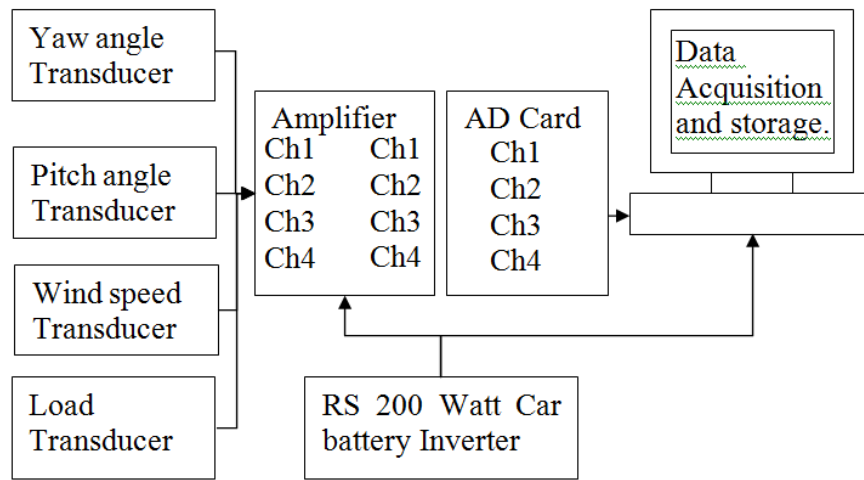 Yaw angle
Transducer
Pitch angle
Transducer
Wind speed
Transducer
Load
Transducer
Amplifier
Ch1 Ch1
Ch2 Ch2
Ch3 Ch3
Ch4 Ch4
AD Card
Ch1
Ch2
Ch3
Ch4
Data
Acquisition
and storage.
RS 200 Watt Car
battery Inverter